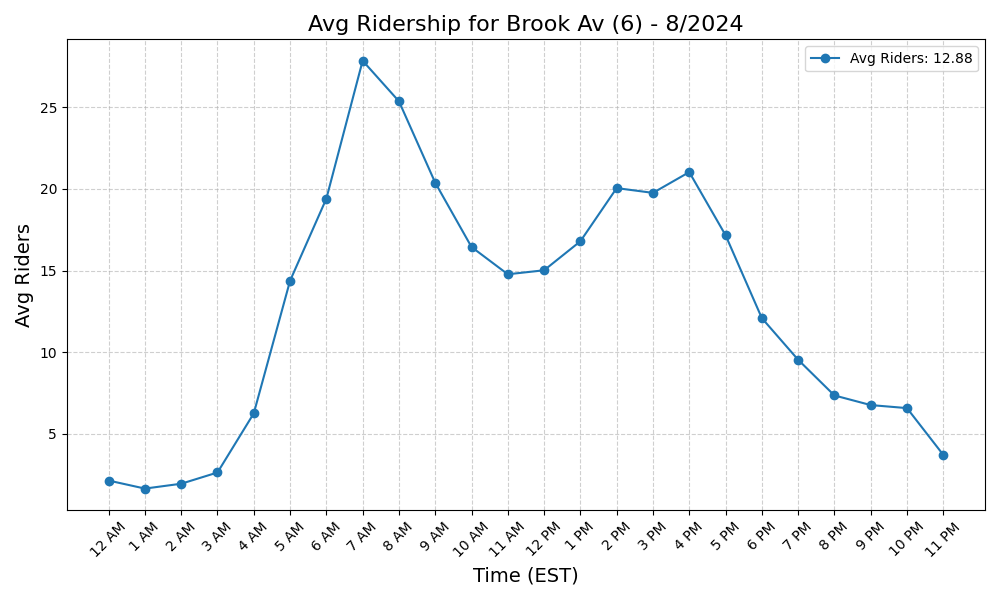 Avg Ridership for Brook Av (6) - 8/2024
Avg Riders: 12.88
Avg Riders
25
20
15
10
5
12 AM
1 AM
2 AM
3 AM
4 AM
5 AM
6 AM
7 AM
8 AM
9 AM
10 AM
11 AM
12 PM
1 PM
2 PM
3 PM
4 PM
5 PM
6 PM
7 PM
8 PM
9 PM
10 PM
11 PM
Time (EST)